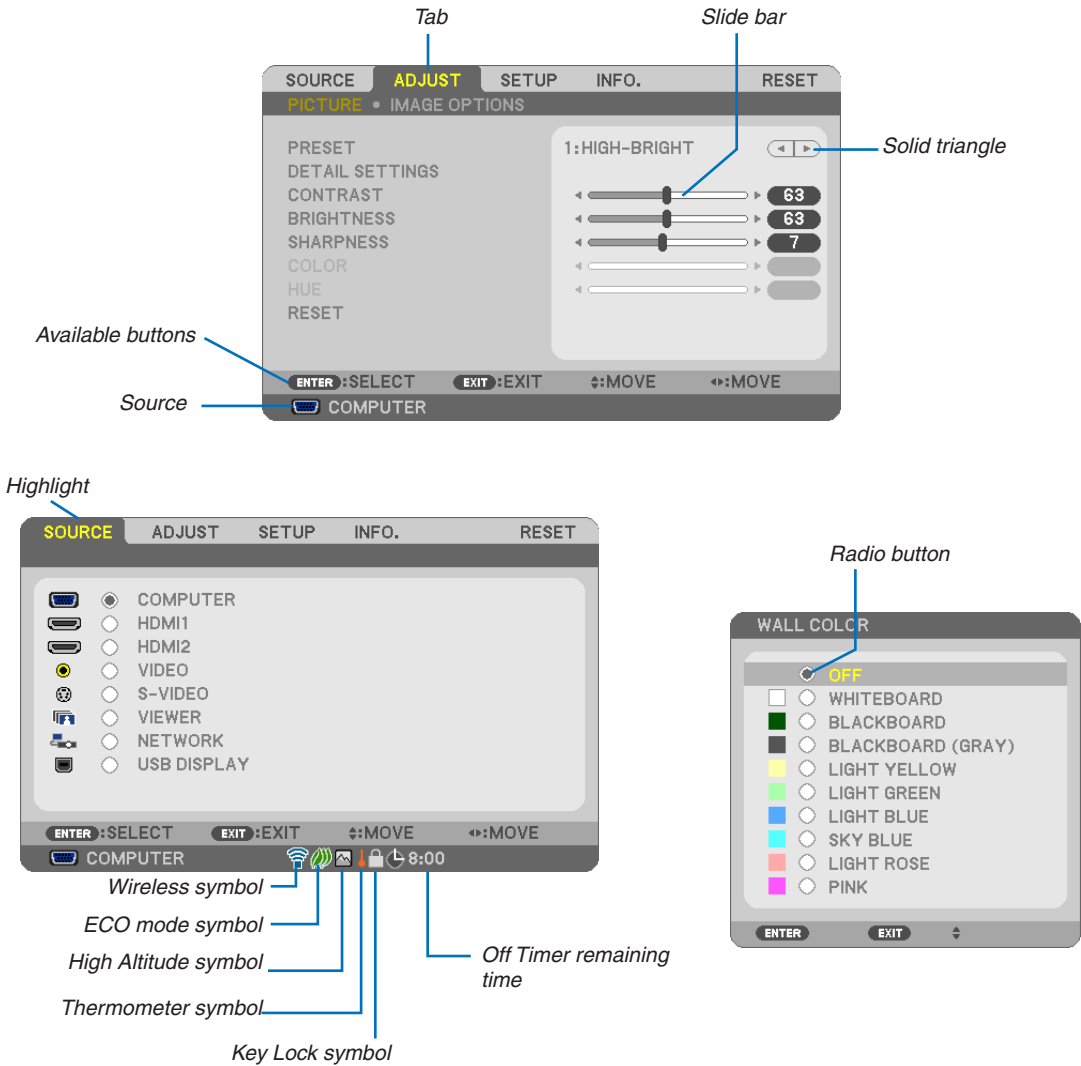 Tab
Slide bar
SOURCE ADJUST SETUP INFO. RESET
PICTURE • IMAGE OPTIONS
PRESET 1:HIGH-BRIGHT
Solid triangle
DETAIL SETTINGS
CONTRAST 63
BRIGHTNESS 63
SHARPNESS 7
COLOR
HUE
RESET
Available buttons
ENTER:SELECT EXIT:EXIT :MOVE :MOVE
Source
COMPUTER
Highlight
SOURCE ADJUST SETUP INFO. RESET
COMPUTER
HDMI1
HDMI2
VIDEO
S-VIDEO
VIEWER
NETWORK
USB DISPLAY
ENTER:SELECT EXIT:EXIT :MOVE :MOVE
COMPUTER 8:00
Wireless symbol
ECO mode symbol
High Altitude symbol
Thermometer symbol
Key Lock symbol
Off Timer remaining
time
Radio button
WALL COLOR
OFF
WHITEBOARD
BLACKBOARD
BLACKBOARD (GRAY)
LIGHT YELLOW
LIGHT GREEN
LIGHT BLUE
SKY BLUE
LIGHT ROSE
PINK
ENTER EXIT